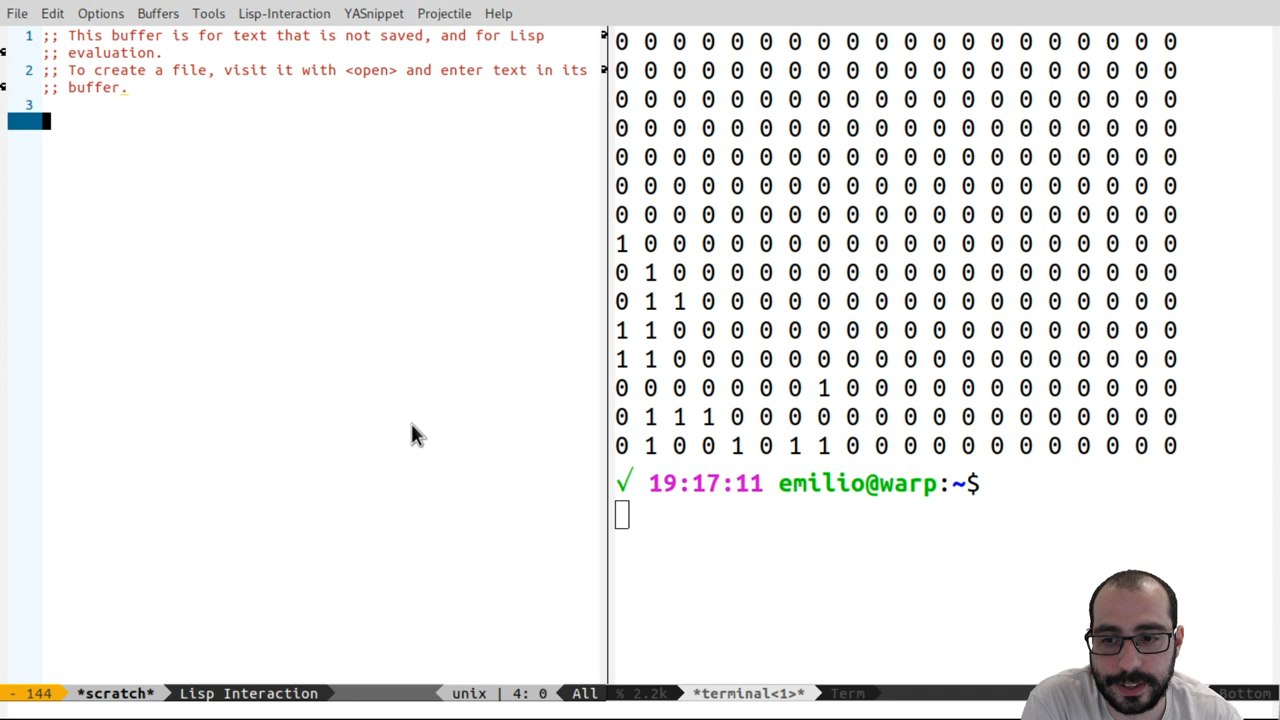 File Edit Options Buffers Tools Lisp-Interaction YASnippet Projectile Help
1 ;; This buffer is for text that is not saved, and for Lisp
;; evaluation.
2 ;; To create a file, visit it with <open> and enter text in its
;; buffer.
3
0 0 0 0 0 0 0 0 0 0 0 0 0 0 0 0 0 0 0 0
0 0 0 0 0 0 0 0 0 0 0 0 0 0 0 0 0 0 0 0
0 0 0 0 0 0 0 0 0 0 0 0 0 0 0 0 0 0 0 0
0 0 0 0 0 0 0 0 0 0 0 0 0 0 0 0 0 0 0 0
0 0 0 0 0 0 0 0 0 0 0 0 0 0 0 0 0 0 0 0
0 0 0 0 0 0 0 0 0 0 0 0 0 0 0 0 0 0 0 0
0 0 0 0 0 0 0 0 0 0 0 0 0 0 0 0 0 0 0 0
1 0 0 0 0 0 0 0 0 0 0 0 0 0 0 0 0 0 0 0
0 1 0 0 0 0 0 0 0 0 0 0 0 0 0 0 0 0 0 0
0 1 1 0 0 0 0 0 0 0 0 0 0 0 0 0 0 0 0 0
1 1 0 0 0 0 0 0 0 0 0 0 0 0 0 0 0 0 0 0
1 1 0 0 0 0 0 0 0 0 0 0 0 0 0 0 0 0 0 0
0 0 0 0 0 0 0 1 0 0 0 0 0 0 0 0 0 0 0 0
0 1 1 1 0 0 0 0 0 0 0 0 0 0 0 0 0 0 0 0
0 1 0 0 1 0 1 1 0 0 0 0 0 0 0 0 0 0 0 0
√ 19:17:11 emilio@warp:~$
- 144 *scratch* Lisp Interaction unix | 4: 0 All
% 2.2k *terminal<1>* Term Bottom